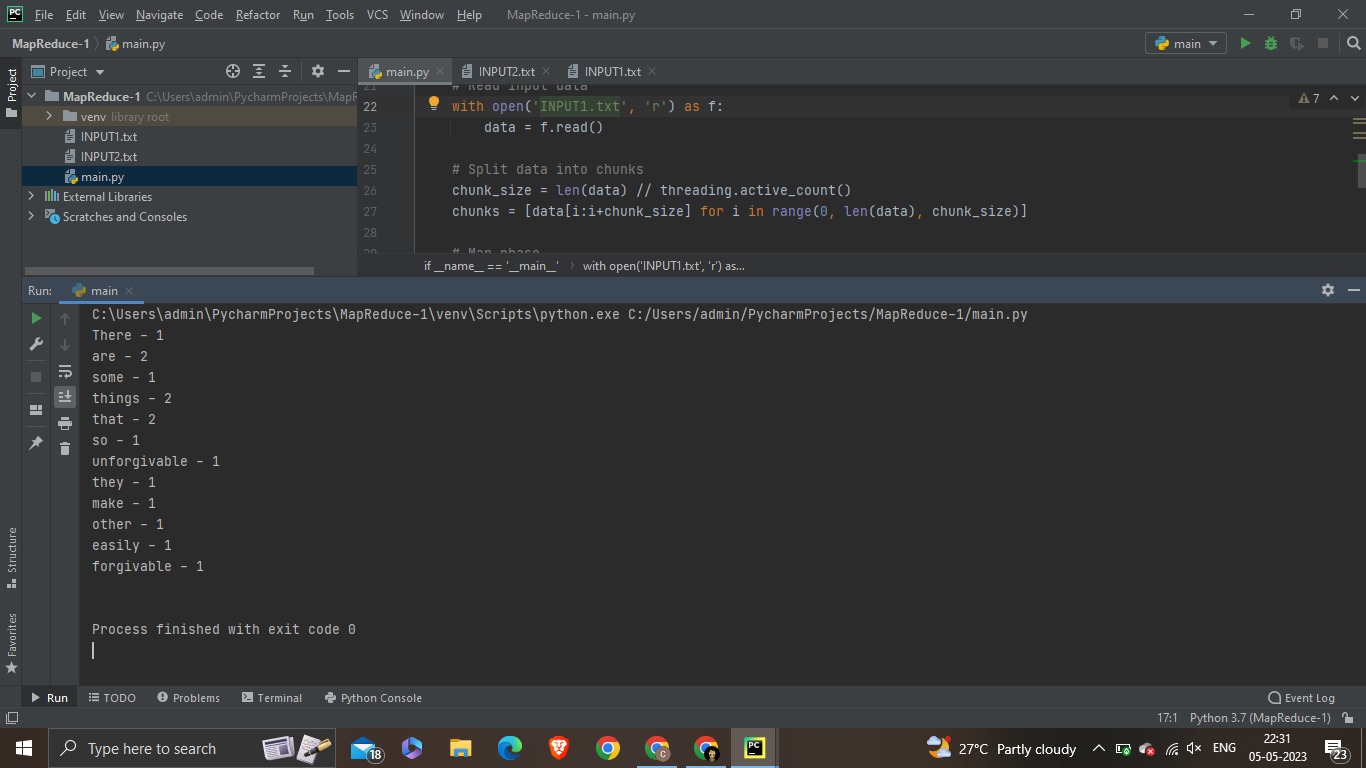 PC File Edit View Navigate Code Refactor Run Tools VCS Window Help MapReduce-1 - main.py
MapReduce-1 main.py main
Project main.py INPUT2.txt INPUT1.txt
Project
MapReduce-1 C:\Users\admin\PycharmProjects\MapR
venv library root
INPUT1.txt
INPUT2.txt
main.py
External Libraries
Scratches and Consoles
21 # Read input data
22 with open('INPUT1.txt', 'r') as f:
7
23 data = f.read()
24
25 # Split data into chunks
26 chunk_size = len(data) // threading.active_count()
27 chunks = [data[i:i+chunk_size] for i in range(0, len(data), chunk_size)]
28
29 # Map phase
if __name__ == '__main__' with open('INPUT1.txt', 'r') as...
Run: main
C:\Users\admin\PycharmProjects\MapReduce-1\venv\Scripts\python.exe C:/Users/admin/PycharmProjects/MapReduce-1/main.py
There - 1
are - 2
some - 1
things - 2
that - 2
so - 1
unforgivable - 1
they - 1
make - 1
other - 1
easily - 1
forgivable - 1
Process finished with exit code 0
Structure
Favorites
Run TODO Problems Terminal Python Console Event Log
17:1 Python 3.7 (MapReduce-1)
Type here to search 18 C PC 27°C Partly cloudy ENG 22:31
05-05-2023 23